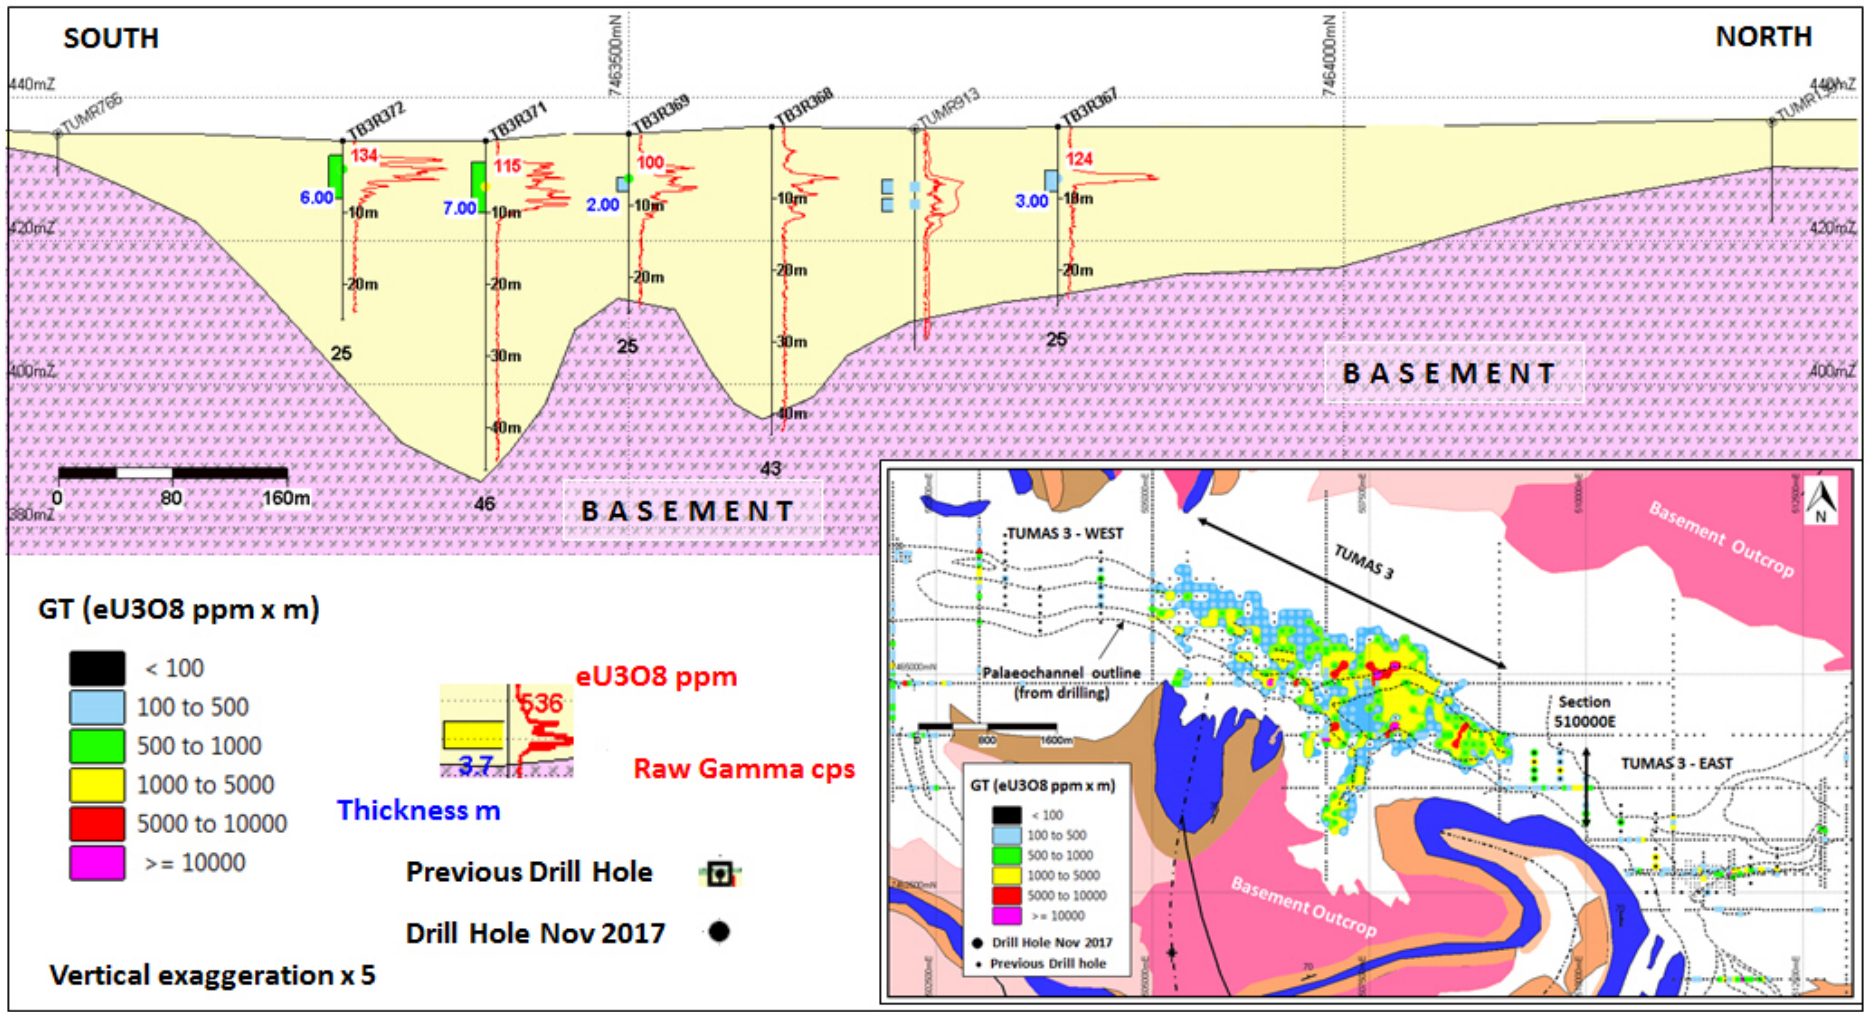 SOUTH
NORTH
7463500mN
7464000mN
440mZ
440mZ
TUMR766
TB3R372
TB3R371
TB3R369
TB3R368
TUMR913
TB3R367
134
115
100
124
6.00
7.00
2.00
3.00
10m
10m
10m
10m
10m
420mZ
420mZ
20m
20m
20m
20m
20m
30m
30m
25
25
25
400mZ
400mZ
BASEMENT
40m
40m
43
46
0 80 160m
380mZ
BASEMENT
GT (eU3O8 ppm x m)
< 100
100 to 500
500 to 1000
1000 to 5000
5000 to 10000
>= 10000
eU3O8 ppm
536
3.7
Raw Gamma cps
Thickness m
Previous Drill Hole
Drill Hole Nov 2017
Vertical exaggeration x 5
TUMAS 3 - WEST
TUMAS 3
Basement Outcrop
N
Palaeochannel outline
(from drilling)
Section
510000E
TUMAS 3 - EAST
0 800 1600m
GT (eU3O8 ppm x m)
< 100
100 to 500
500 to 1000
1000 to 5000
5000 to 10000
>= 10000
Drill Hole Nov 2017
Previous Drill hole
Basement Outcrop
70